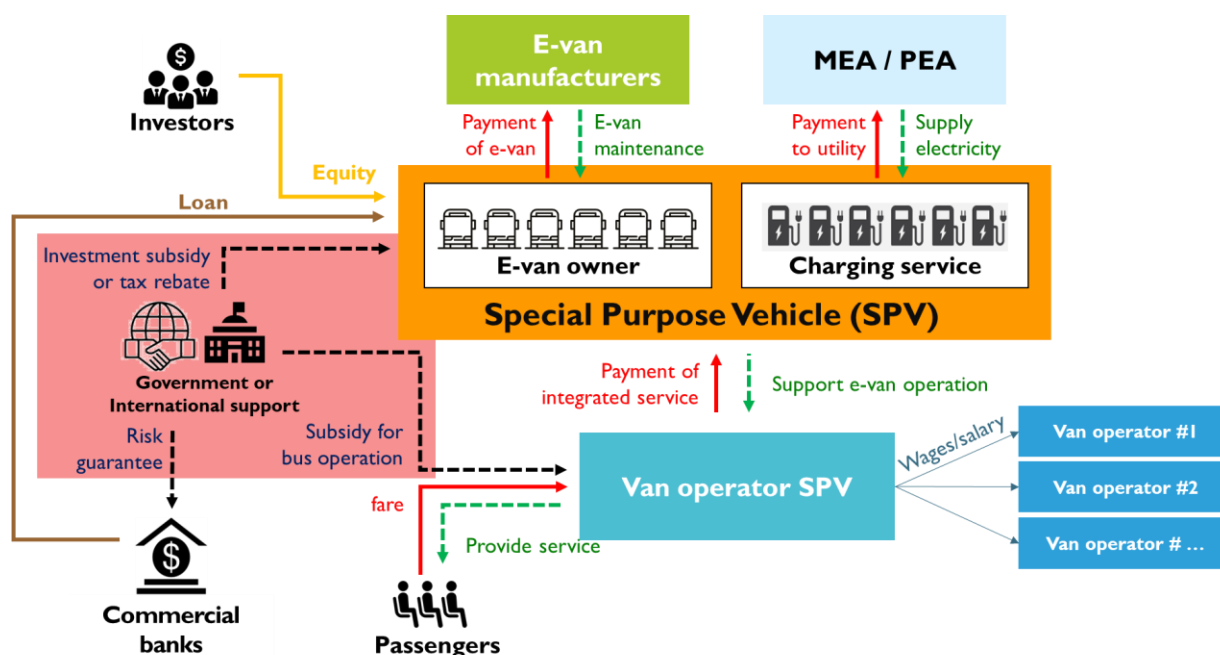 E-van
manufacturers
MEA / PEA
Investors
Payment
of e-van
E-van
maintenance
Payment
to utility
Supply
electricity
Equity
Loan
E-van owner
Charging service
Special Purpose Vehicle (SPV)
Investment subsidy
or tax rebate
Government or
International support
Risk
guarantee
Subsidy for
bus operation
Payment of
integrated service
Support e-van operation
Van operator SPV
Wages/salary
Van operator #1
Van operator #2
Van operator # ...
fare
Provide service
Commercial
banks
Passengers